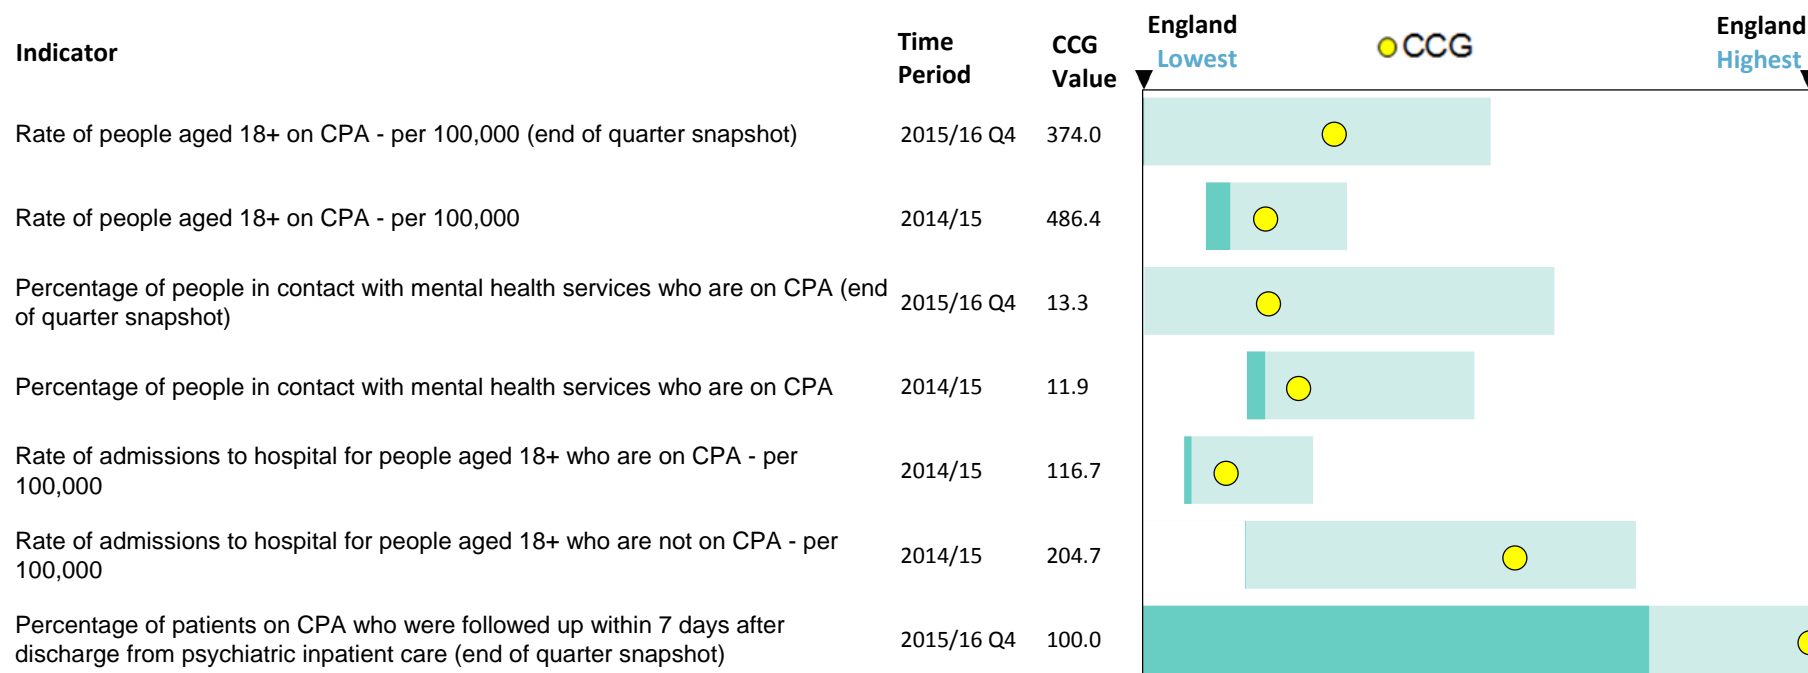 Indicator
Time Period
CCG Value
England Lowest
CCG
England Highest
Rate of people aged 18+ on CPA - per 100,000 (end of quarter snapshot) 2015/16 Q4 374.0
Rate of people aged 18+ on CPA - per 100,000 2014/15 486.4
Percentage of people in contact with mental health services who are on CPA (end
of quarter snapshot) 2015/16 Q4 13.3
Percentage of people in contact with mental health services who are on CPA 2014/15 11.9
Rate of admissions to hospital for people aged 18+ who are on CPA - per
100,000 2014/15 116.7
Rate of admissions to hospital for people aged 18+ who are not on CPA - per
100,000 2014/15 204.7
Percentage of patients on CPA who were followed up within 7 days after
discharge from psychiatric inpatient care (end of quarter snapshot) 2015/16 Q4 100.0